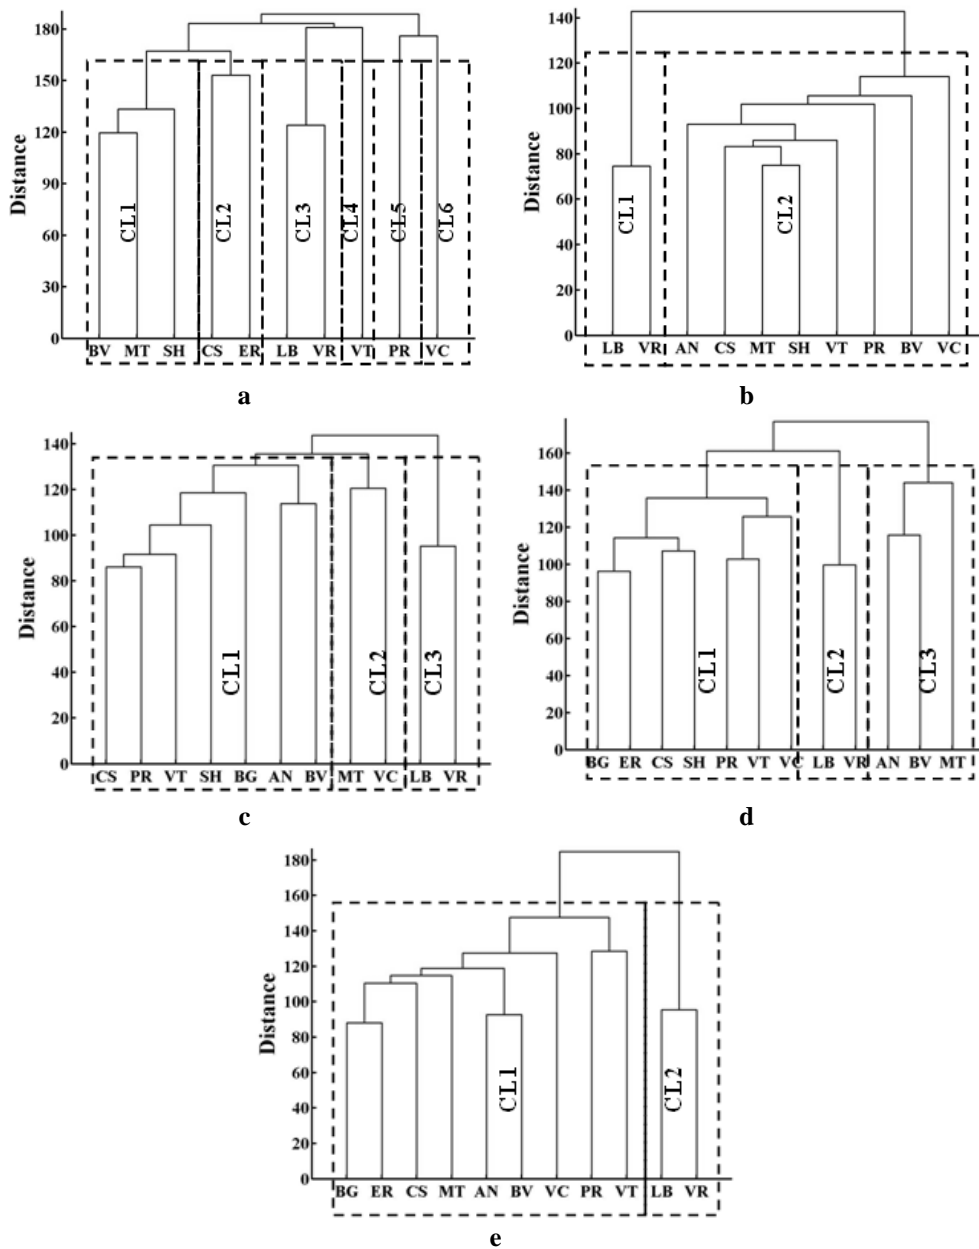 180
150
120
90
60
30
0
Distance
CL1
CL2
CL3
CL4
CL5
CL6
BV MT SH CS ER LB VR VT PR VC
a
140
120
100
80
60
40
20
0
Distance
CL1
CL2
LB VR AN CS MT SH VT PR BV VC
b
140
120
100
80
60
40
20
0
Distance
CL1
CL2
CL3
CS PR VT SH BG AN BV MT VC LB VR
c
160
140
120
100
80
60
40
20
0
Distance
CL1
CL2
CL3
BG ER CS SH PR VT VC LB VR AN BV MT
d
180
160
140
120
100
80
60
40
20
0
Distance
CL1
CL2
BG ER CS MT AN BV VC PR VT LB VR
e